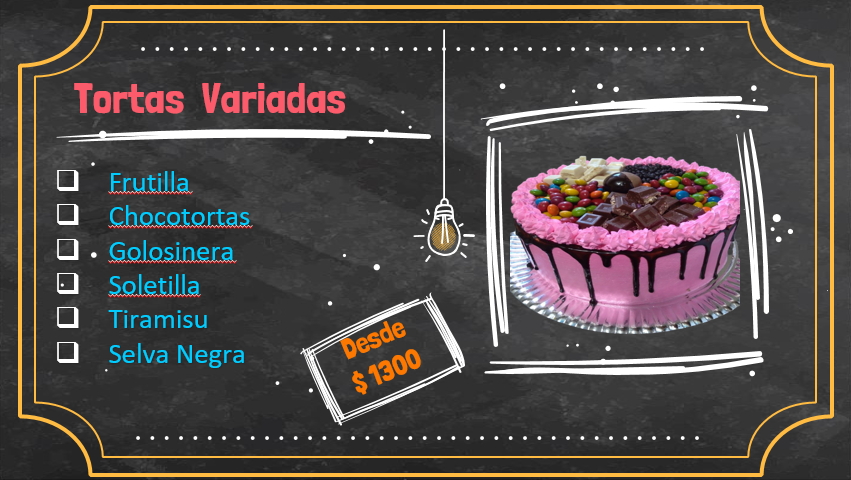 Tortas Variadas
Frutilla
Chocotortas
Golosinera
Soletilla
Tiramisu
Selva Negra
Desde
$ 1300